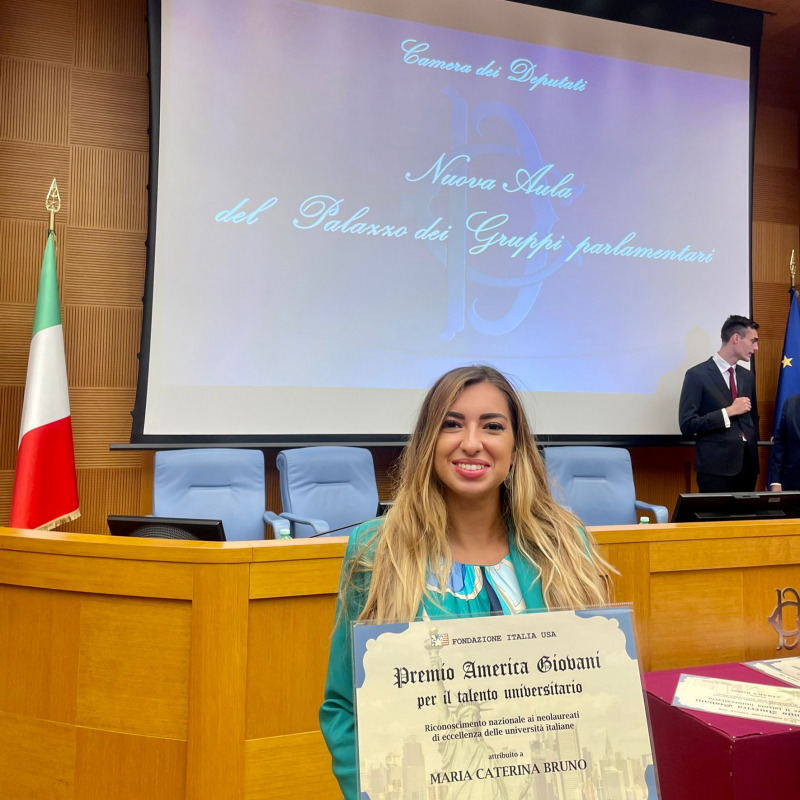 Camera dei Deputati
Nuova Aula
del Palazzo dei Gruppi parlamentari
FONDAZIONE ITALIA USA
Premio America Giovani
per il talento universitario
Riconoscimento nazionale ai neolaureati
di eccellenza delle università italiane
attribuito a
MARIA CATERINA BRUNO